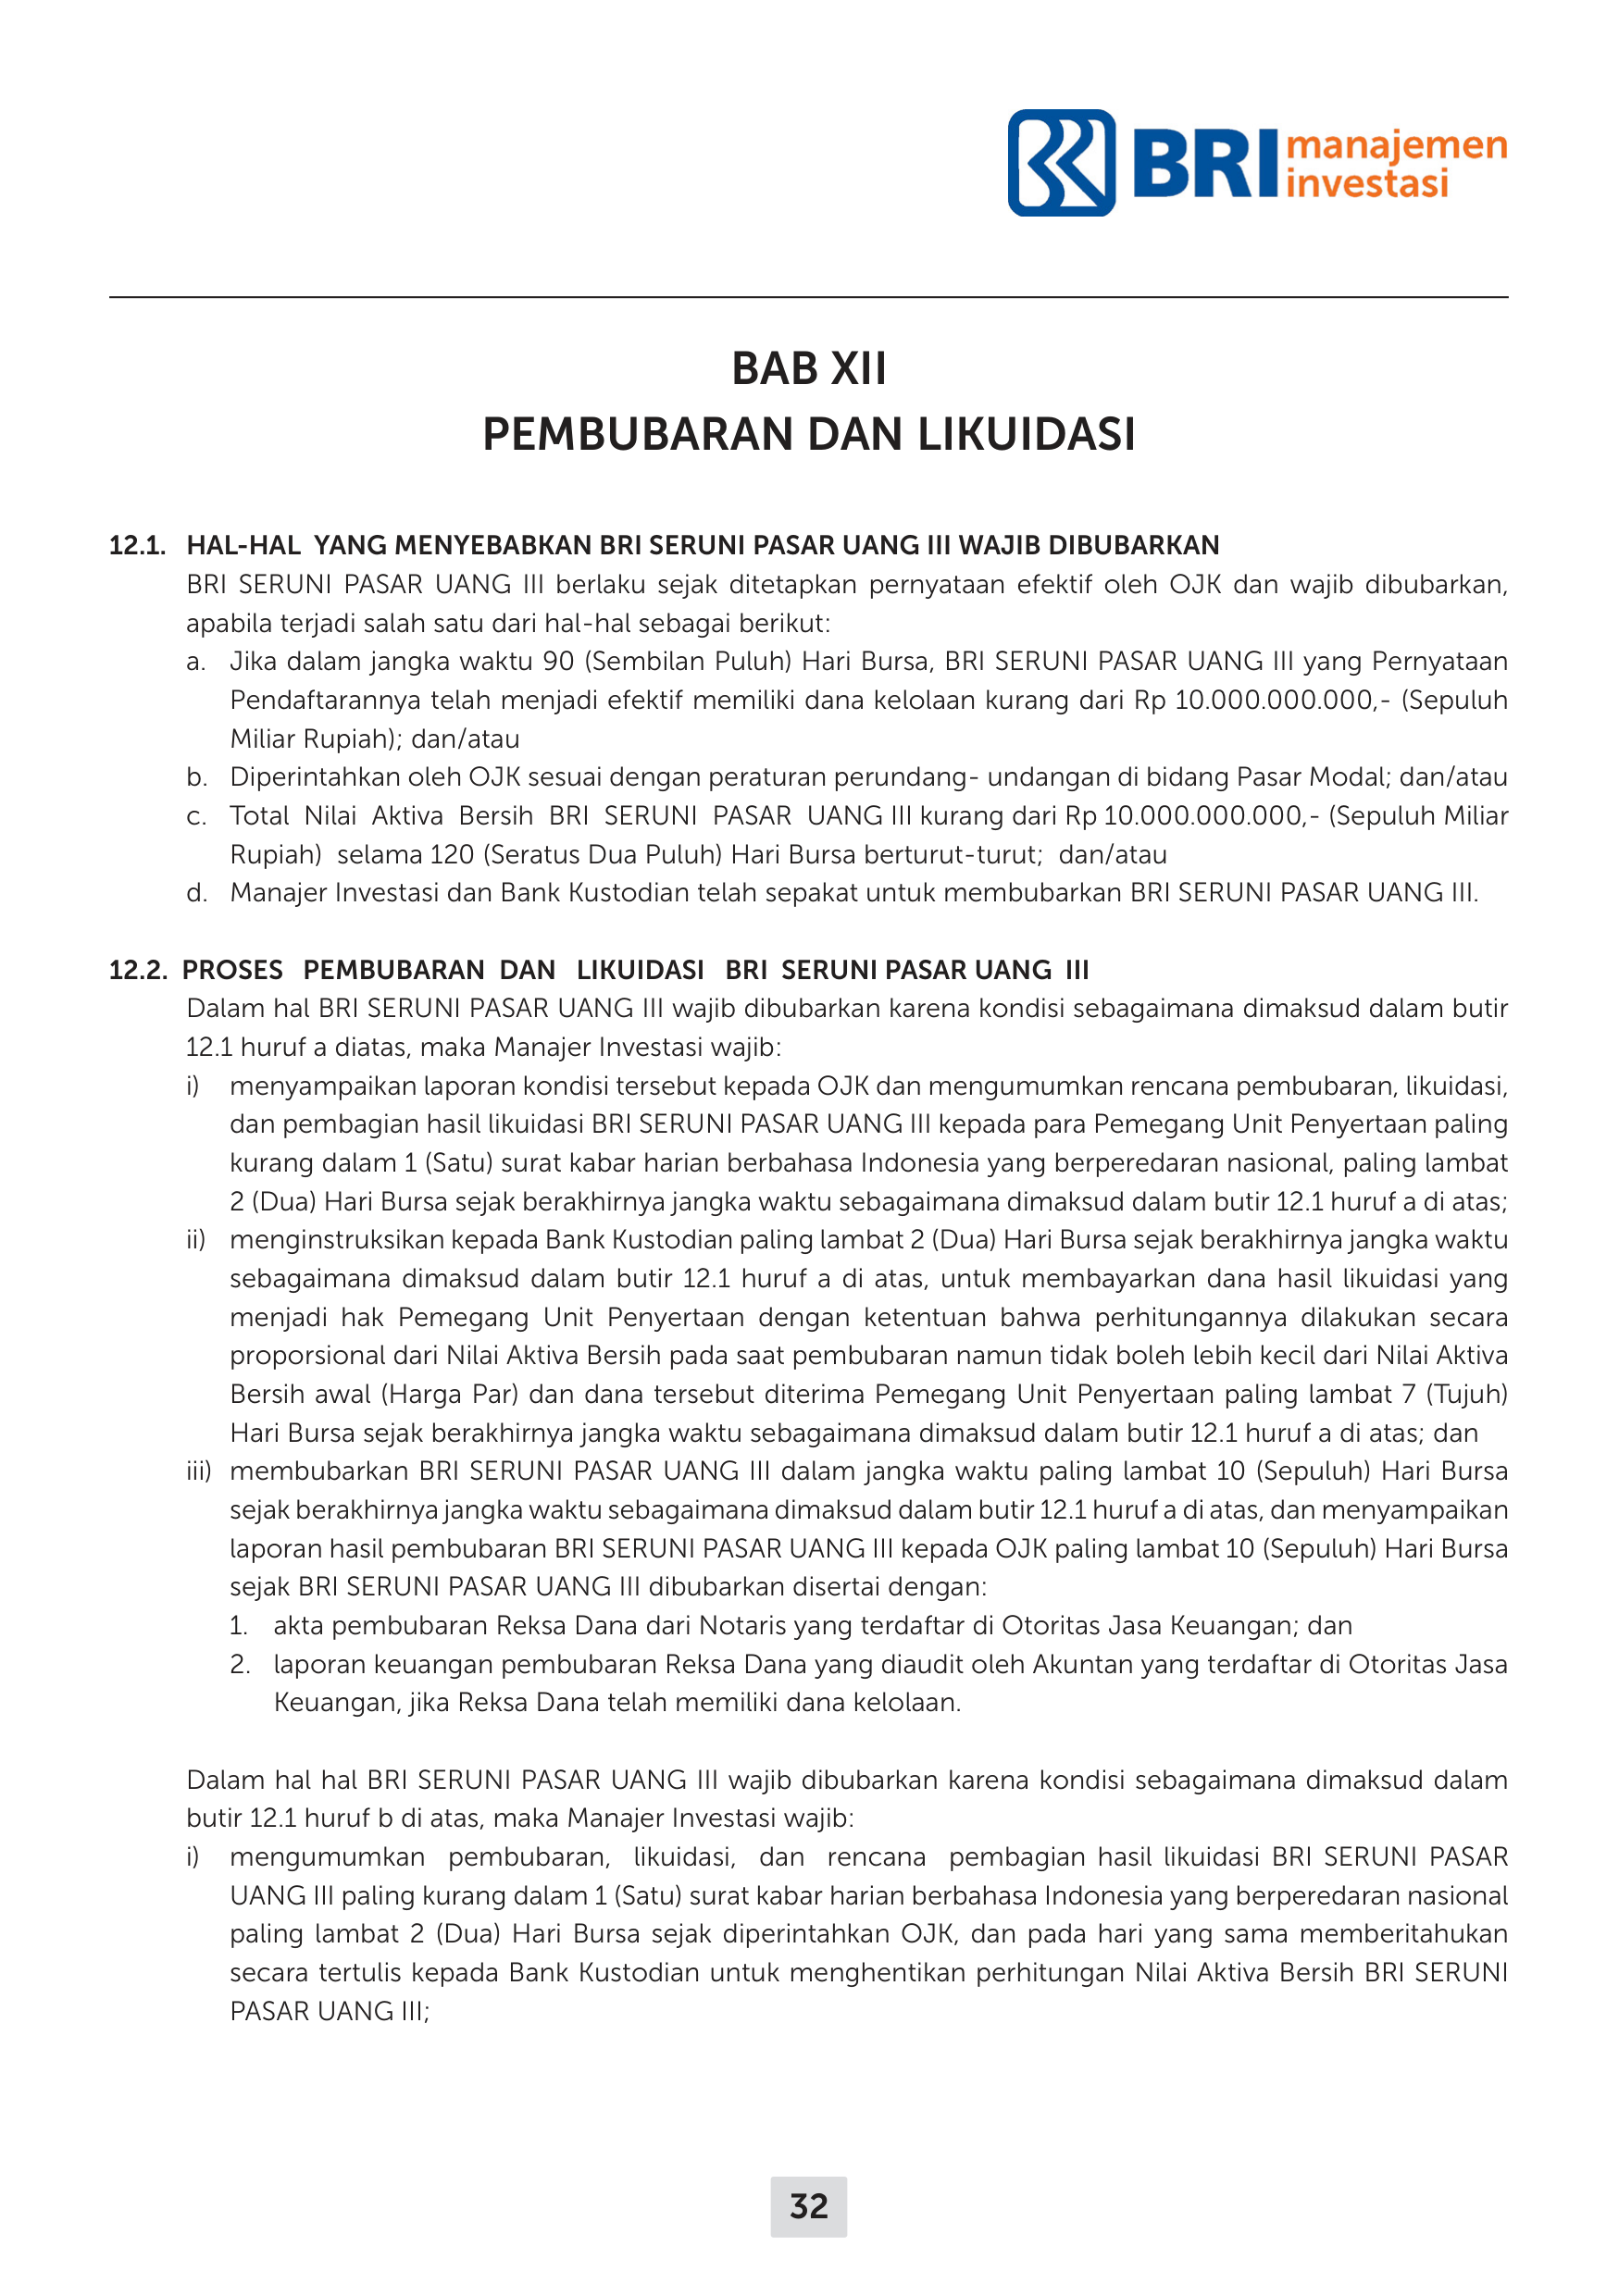 BRI manajemen
investasi
BAB XII
PEMBUBARAN DAN LIKUIDASI
12.1. HAL-HAL YANG MENYEBABKAN BRI SERUNI PASAR UANG III WAJIB DIBUBARKAN
BRI SERUNI PASAR UANG III berlaku sejak ditetapkan pernyataan efektif oleh OJK dan wajib dibubarkan,
apabila terjadi salah satu dari hal-hal sebagai berikut:
a. Jika dalam jangka waktu 90 (Sembilan Puluh) Hari Bursa, BRI SERUNI PASAR UANG III yang Pernyataan
Pendaftarannya telah menjadi efektif memiliki dana kelolaan kurang dari Rp 10.000.000.000,- (Sepuluh
Miliar Rupiah); dan/atau
b. Diperintahkan oleh OJK sesuai dengan peraturan perundang- undangan di bidang Pasar Modal; dan/atau
c. Total Nilai Aktiva Bersih BRI SERUNI PASAR UANG III kurang dari Rp 10.000.000.000,- (Sepuluh Miliar
Rupiah) selama 120 (Seratus Dua Puluh) Hari Bursa berturut-turut; dan/atau
d. Manajer Investasi dan Bank Kustodian telah sepakat untuk membubarkan BRI SERUNI PASAR UANG III.
12.2. PROSES PEMBUBARAN DAN LIKUIDASI BRI SERUNI PASAR UANG III
Dalam hal BRI SERUNI PASAR UANG III wajib dibubarkan karena kondisi sebagaimana dimaksud dalam butir
12.1 huruf a diatas, maka Manajer Investasi wajib:
i) menyampaikan laporan kondisi tersebut kepada OJK dan mengumumkan rencana pembubaran, likuidasi,
dan pembagian hasil likuidasi BRI SERUNI PASAR UANG III kepada para Pemegang Unit Penyertaan paling
kurang dalam 1 (Satu) surat kabar harian berbahasa Indonesia yang berperedaran nasional, paling lambat
2 (Dua) Hari Bursa sejak berakhirnya jangka waktu sebagaimana dimaksud dalam butir 12.1 huruf a di atas;
ii) menginstruksikan kepada Bank Kustodian paling lambat 2 (Dua) Hari Bursa sejak berakhirnya jangka waktu
sebagaimana dimaksud dalam butir 12.1 huruf a di atas, untuk membayarkan dana hasil likuidasi yang
menjadi hak Pemegang Unit Penyertaan dengan ketentuan bahwa perhitungannya dilakukan secara
proporsional dari Nilai Aktiva Bersih pada saat pembubaran namun tidak boleh lebih kecil dari Nilai Aktiva
Bersih awal (Harga Par) dan dana tersebut diterima Pemegang Unit Penyertaan paling lambat 7 (Tujuh)
Hari Bursa sejak berakhirnya jangka waktu sebagaimana dimaksud dalam butir 12.1 huruf a di atas; dan
iii) membubarkan BRI SERUNI PASAR UANG III dalam jangka waktu paling lambat 10 (Sepuluh) Hari Bursa
sejak berakhirnya jangka waktu sebagaimana dimaksud dalam butir 12.1 huruf a di atas, dan menyampaikan
laporan hasil pembubaran BRI SERUNI PASAR UANG III kepada OJK paling lambat 10 (Sepuluh) Hari Bursa
sejak BRI SERUNI PASAR UANG III dibubarkan disertai dengan:
1. akta pembubaran Reksa Dana dari Notaris yang terdaftar di Otoritas Jasa Keuangan; dan
2. laporan keuangan pembubaran Reksa Dana yang diaudit oleh Akuntan yang terdaftar di Otoritas Jasa
Keuangan, jika Reksa Dana telah memiliki dana kelolaan.
Dalam hal hal BRI SERUNI PASAR UANG III wajib dibubarkan karena kondisi sebagaimana dimaksud dalam
butir 12.1 huruf b di atas, maka Manajer Investasi wajib:
i) mengumumkan pembubaran, likuidasi, dan rencana pembagian hasil likuidasi BRI SERUNI PASAR
UANG III paling kurang dalam 1 (Satu) surat kabar harian berbahasa Indonesia yang berperedaran nasional
paling lambat 2 (Dua) Hari Bursa sejak diperintahkan OJK, dan pada hari yang sama memberitahukan
secara tertulis kepada Bank Kustodian untuk menghentikan perhitungan Nilai Aktiva Bersih BRI SERUNI
PASAR UANG III;
32